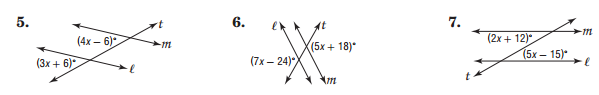 5.
t
(4x – 6)°
m
(3x + 6)°
ℓ
6.
ℓ
t
(5x + 18)°
(7x – 24)°
m
7.
m
(2x + 12)°
(5x – 15)°
ℓ
t